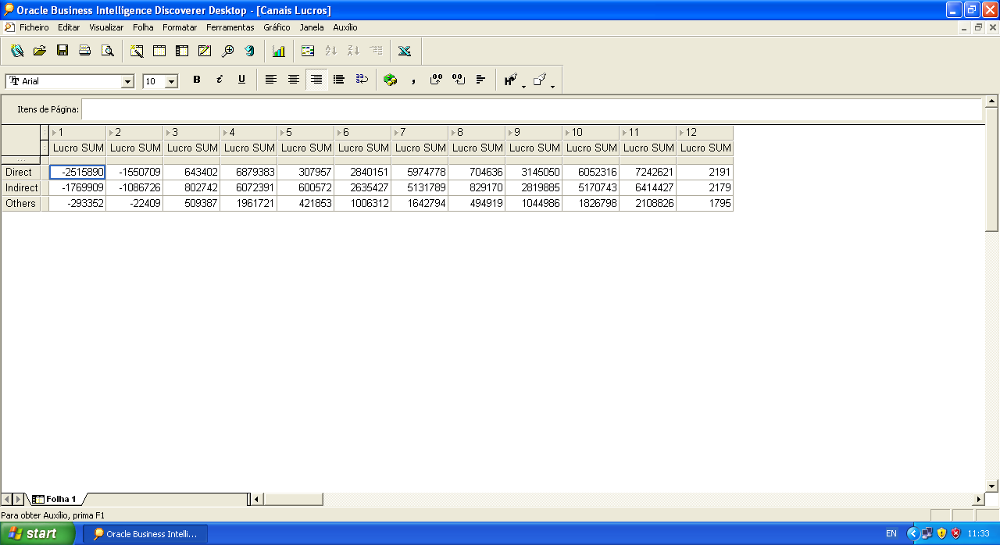 Oracle Business Intelligence Discoverer Desktop - [Canais Lucros]
Ficheiro Editar Visualizar Folha Formatar Ferramentas Gráfico Janela Auxílio
Arial 10 B i U
Itens de Página:
1 2 3 4 5 6 7 8 9 10 11 12
Lucro SUM Lucro SUM Lucro SUM Lucro SUM Lucro SUM Lucro SUM Lucro SUM Lucro SUM Lucro SUM Lucro SUM Lucro SUM Lucro SUM
Direct -2515890 -1550709 643402 6879383 307957 2840151 5974778 704636 3145050 6052316 7242621 2191
Indirect -1769909 -1086726 802742 6072391 600572 2635427 5131789 829170 2819885 5170743 6414427 2179
Others -293352 -22409 509387 1961721 421853 1006312 1642794 494919 1044986 1826798 2108826 1795
Folha 1
Para obter Auxílio, prima F1
start Oracle Business Intelli... EN 11:33